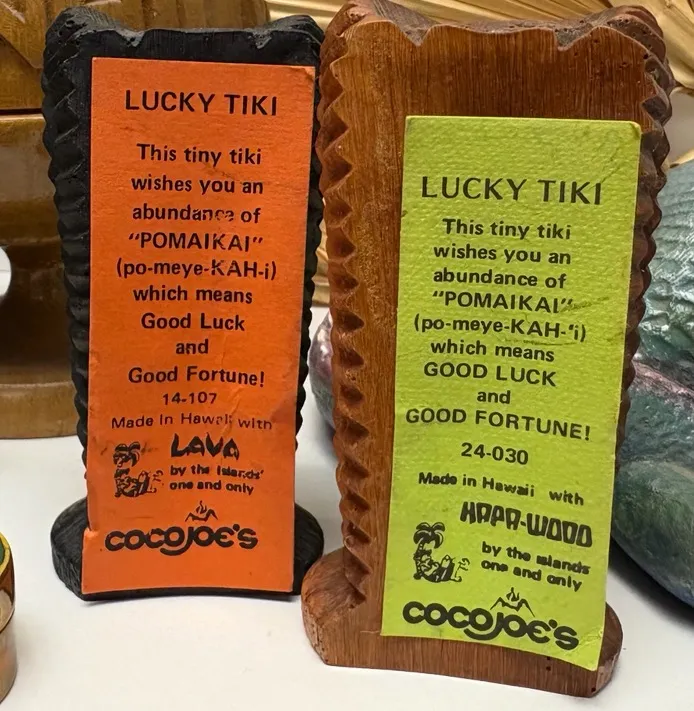 LUCKY TIKI
This tiny tiki
wishes you an
abundance of
"POMAIKAI"
(po-meye-KAH-i)
which means
Good Luck
and
Good Fortune!
14-107
Made in Hawaii with
LAVA
by the islands'
one and only
COCOJOE'S
LUCKY TIKI
This tiny tiki
wishes you an
abundance of
"POMAIKAI"
(po-meye-KAH-'i)
which means
GOOD LUCK
and
GOOD FORTUNE!
24-030
Made in Hawaii with
HAPA-WOOD
by the islands
one and only
COCOJOE'S